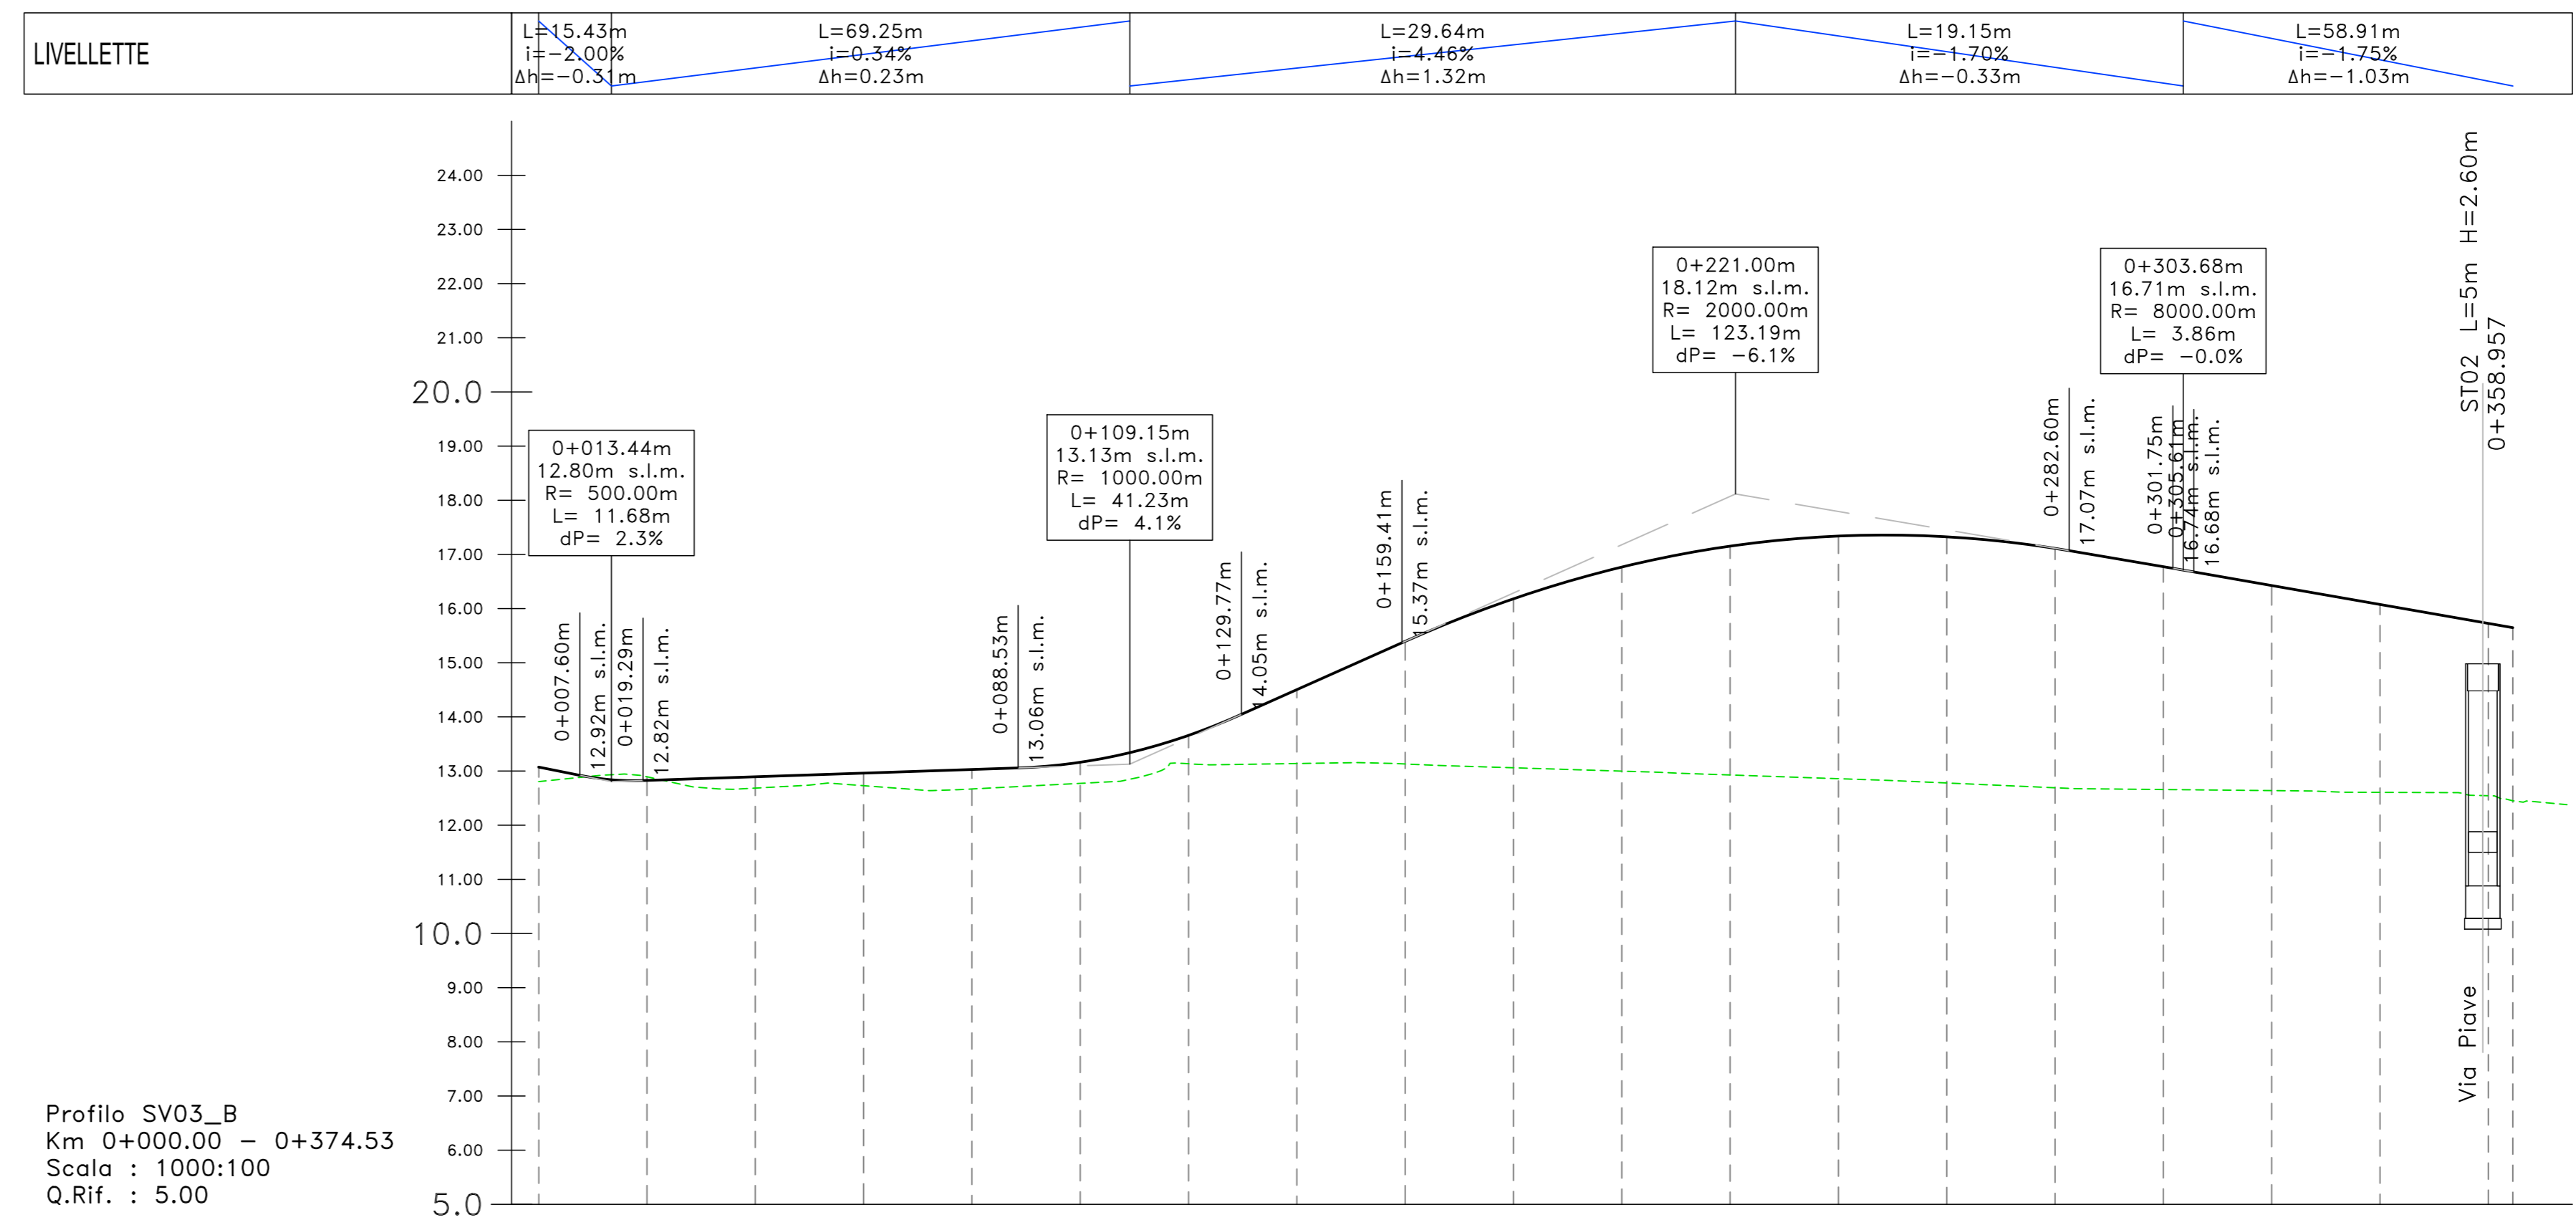 LIVELLETTE
L=15.43m
i=-2.00%
Δh=-0.31m
L=69.25m
i=0.34%
Δh=0.23m
L=29.64m
i=4.46%
Δh=1.32m
L=19.15m
i=-1.70%
Δh=-0.33m
L=58.91m
i=-1.75%
Δh=-1.03m
24.00
23.00
22.00
21.00
20.0
19.00
18.00
17.00
16.00
15.00
14.00
13.00
12.00
11.00
10.0
9.00
8.00
7.00
6.00
5.0
0+013.44m
12.80m s.l.m.
R= 500.00m
L= 11.68m
dP= 2.3%
0+109.15m
13.13m s.l.m.
R= 1000.00m
L= 41.23m
dP= 4.1%
0+221.00m
18.12m s.l.m.
R= 2000.00m
L= 123.19m
dP= -6.1%
0+303.68m
16.71m s.l.m.
R= 8000.00m
L= 3.86m
dP= -0.0%
0+007.60m
12.92m s.l.m.
0+019.29m
12.82m s.l.m.
0+088.53m
13.06m s.l.m.
0+129.77m
14.05m s.l.m.
0+159.41m
15.37m s.l.m.
0+282.60m
17.07m s.l.m.
0+301.75m
0+305.61m
16.74m s.l.m.
16.68m s.l.m.
ST02 L=5m H=2.60m
0+358.957
Via Piave
Profilo SV03_B
Km 0+000.00 - 0+374.53
Scala : 1000:100
Q.Rif. : 5.00